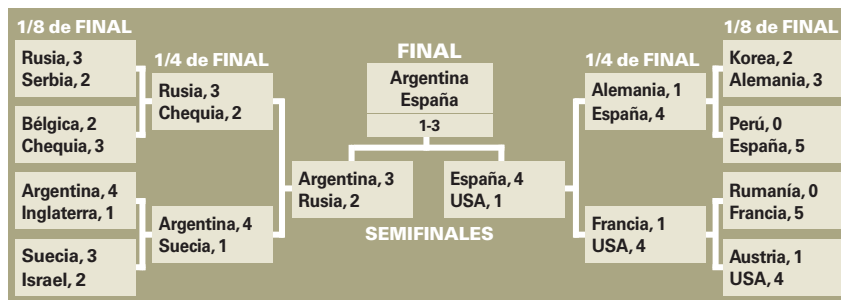 1/8 de FINAL
Rusia, 3
Serbia, 2
Bélgica, 2
Chequia, 3
Argentina, 4
Inglaterra, 1
Suecia, 3
Israel, 2
1/4 de FINAL
Rusia, 3
Chequia, 2
Argentina, 4
Suecia, 1
FINAL
Argentina
España
1-3
Argentina, 3
Rusia, 2
España, 4
USA, 1
SEMIFINALES
1/4 de FINAL
Alemania, 1
España, 4
Francia, 1
USA, 4
1/8 de FINAL
Korea, 2
Alemania, 3
Perú, 0
España, 5
Rumanía, 0
Francia, 5
Austria, 1
USA, 4